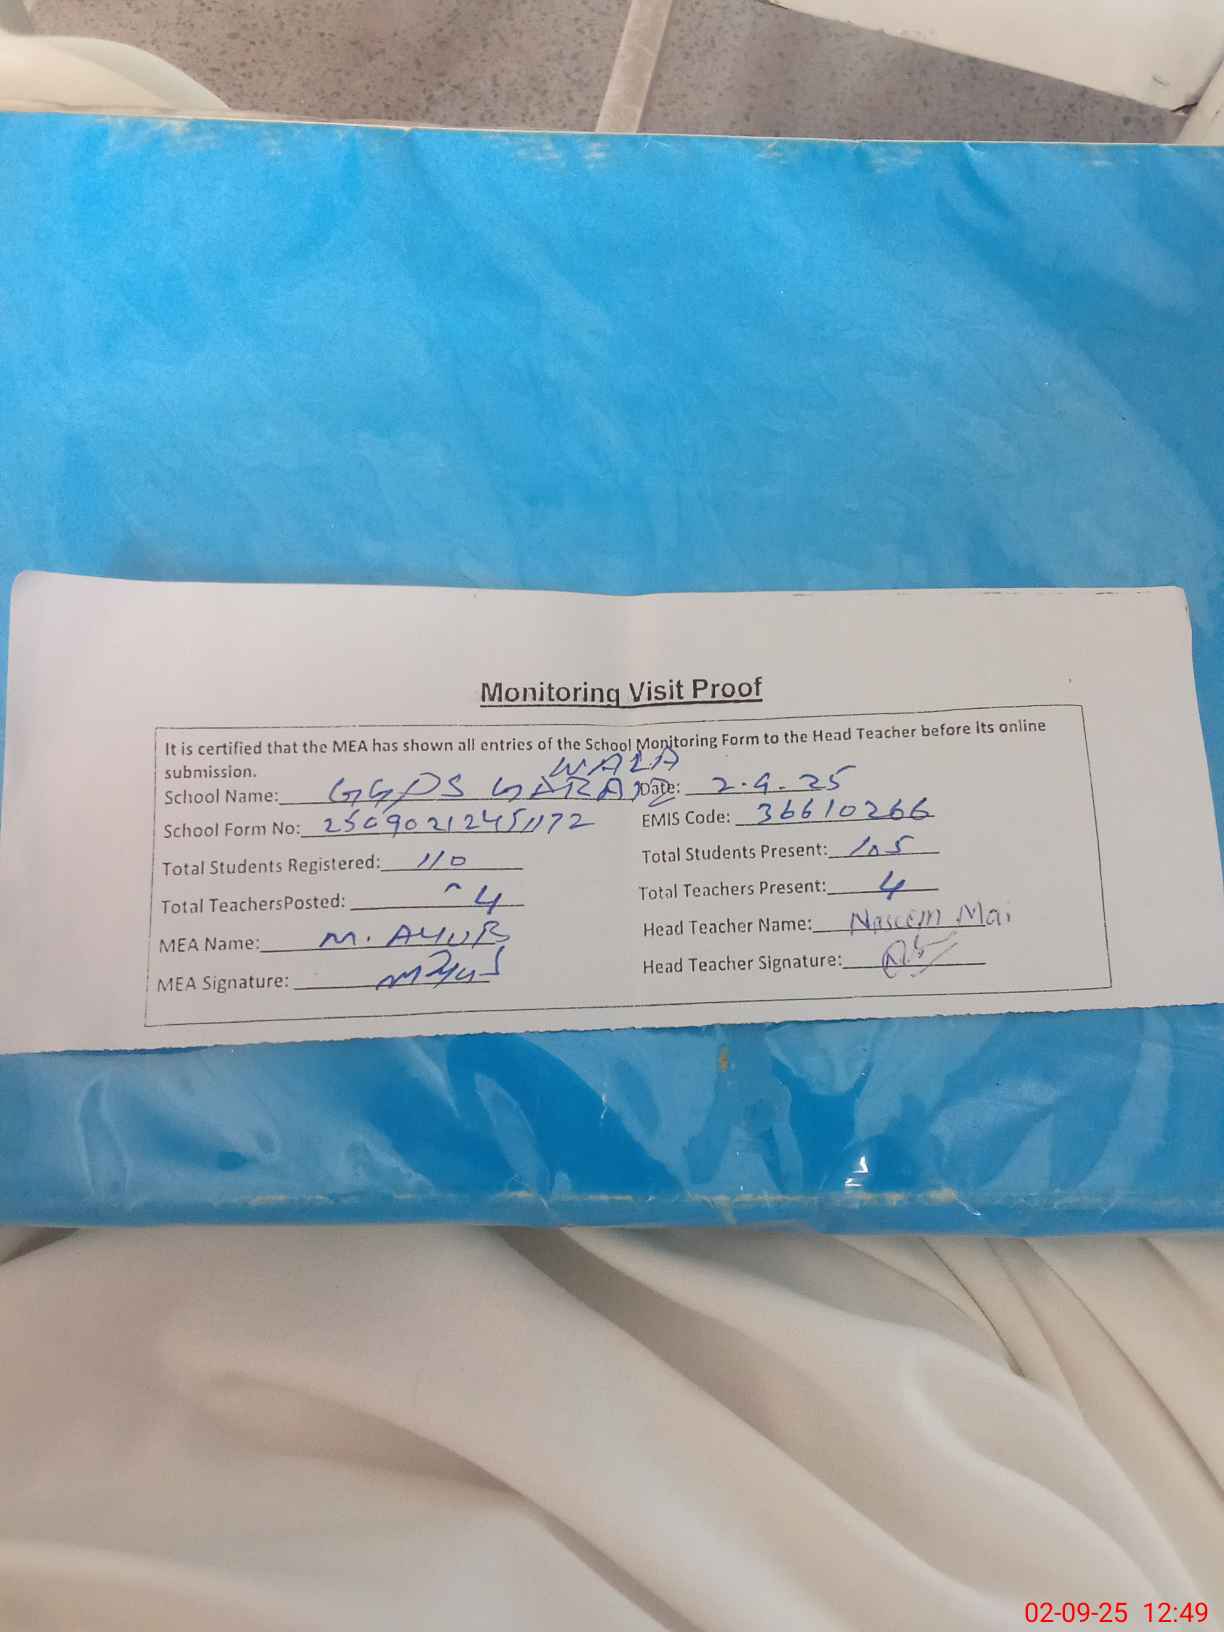 Monitoring Visit Proof
It is certified that the MEA has shown all entries of the School Monitoring Form to the Head Teacher before its online
submission.
WALA
School Name: GGPS Date: 2.9.25
School Form No: 25090212451172 EMIS Code: 36610266
Total Students Registered: 110 Total Students Present: 105
Total TeachersPosted: 4 Total Teachers Present: 4
MEA Name: M. AYUB Head Teacher Name: Naseem Mai
MEA Signature: Head Teacher Signature:
02-09-25 12:49